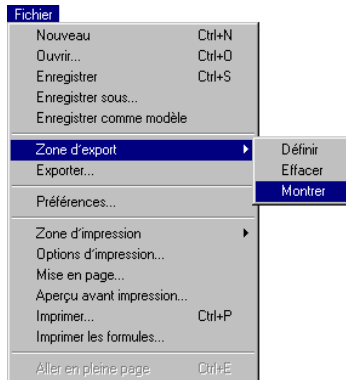 Fichier
Nouveau Ctrl+N
Ouvrir... Ctrl+O
Enregistrer Ctrl+S
Enregistrer sous...
Enregistrer comme modèle
Zone d'export
Définir
Exporter...
Effacer
Montrer
Préférences...
Zone d'impression
Options d'impression...
Mise en page...
Aperçu avant impression...
Imprimer... Ctrl+P
Imprimer les formules...
Aller en pleine page Ctrl+E